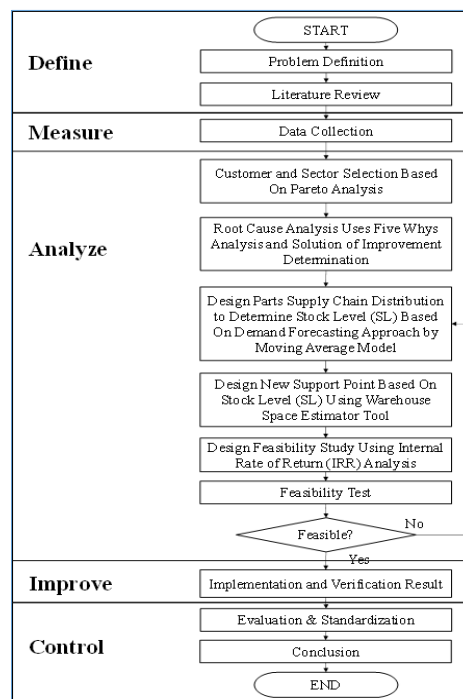 START
Define
Problem Definition
Literature Review
Measure
Data Collection
Customer and Sector Selection Based
On Pareto Analysis
Analyze
Root Cause Analysis Uses Five Whys
Analysis and Solution of Improvement
Determination
Design Parts Supply Chain Distribution
to Determine Stock Level (SL) Based
On Demand Forecasting Approach by
Moving Average Model
Design New Support Point Based On
Stock Level (SL) Using Warehouse
Space Estimator Tool
Design Feasibility Study Using Internal
Rate of Return (IRR) Analysis
Feasibility Test
Feasible?
No
Yes
Improve
Implementation and Verification Result
Control
Evaluation & Standardization
Conclusion
END